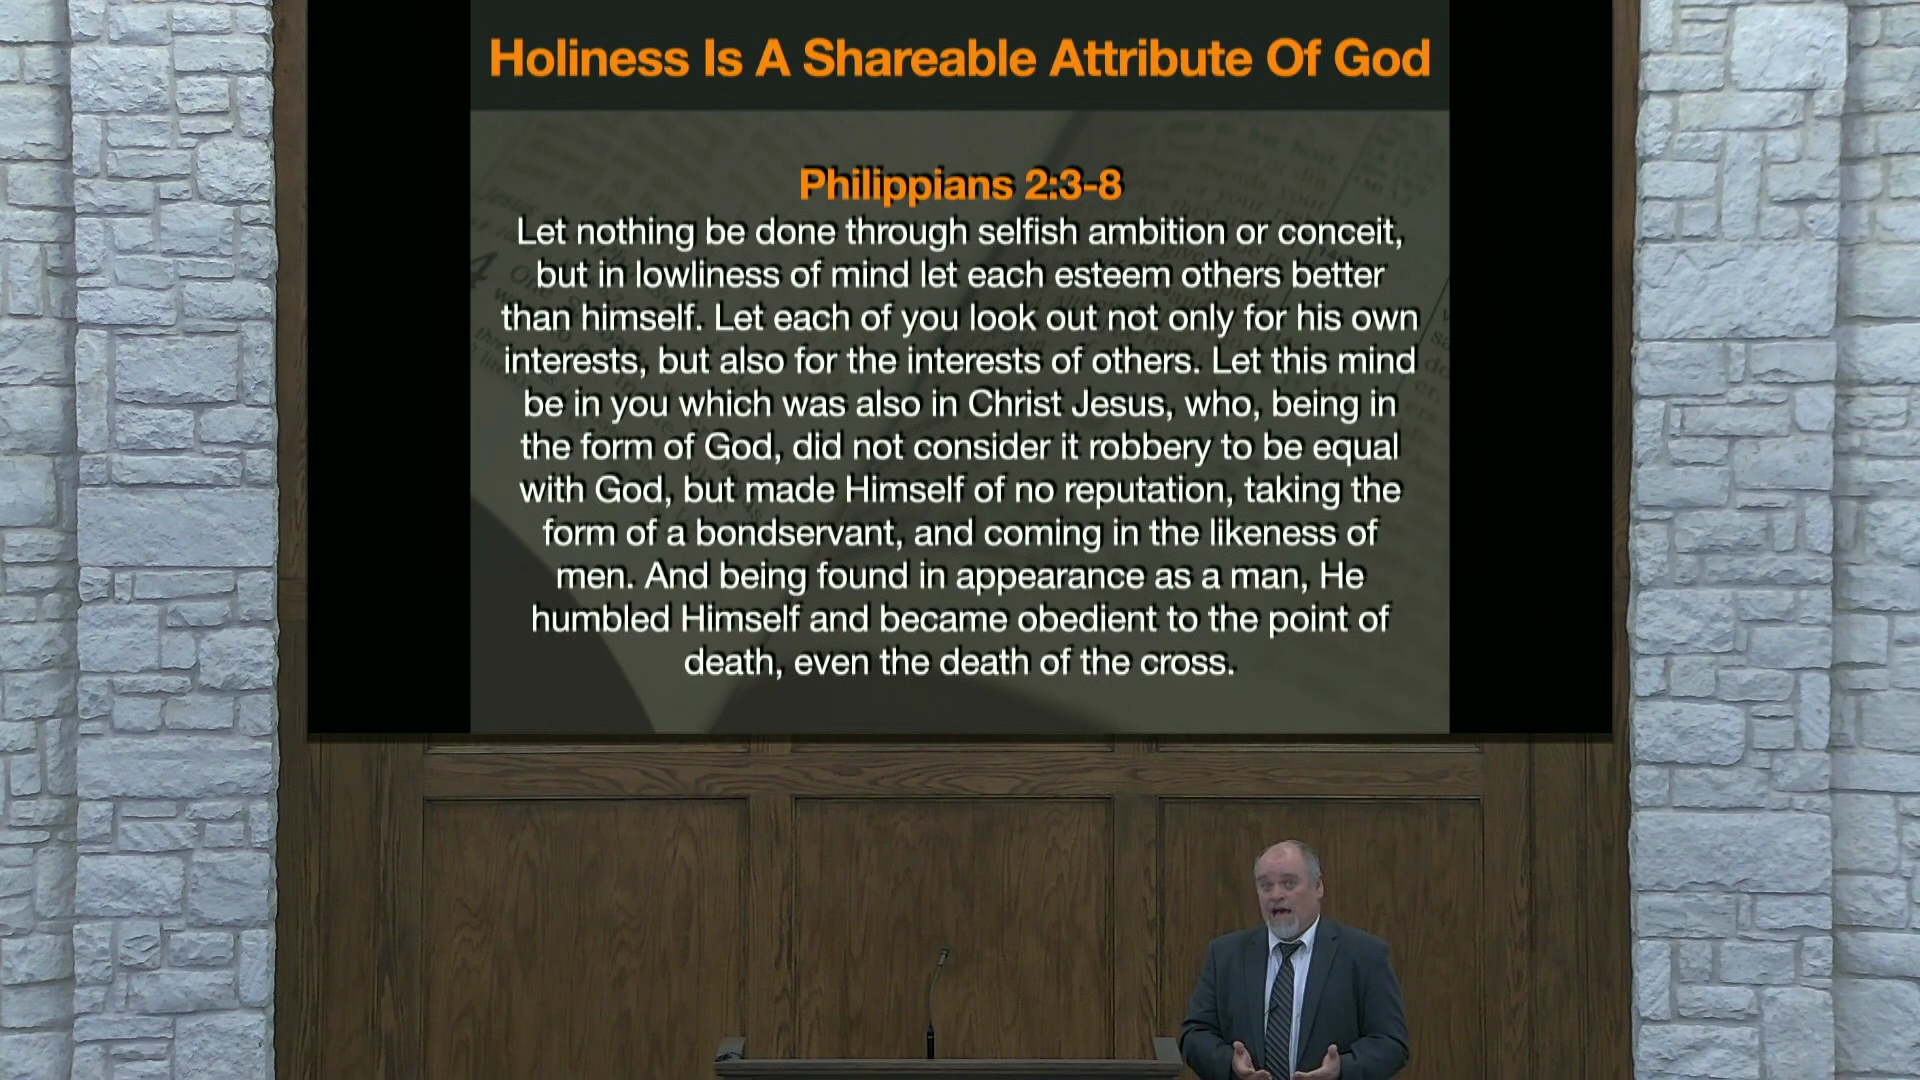 Holiness Is A Shareable Attribute Of God
Philippians 2:3-8
Let nothing be done through selfish ambition or conceit,
but in lowliness of mind let each esteem others better
than himself. Let each of you look out not only for his own
interests, but also for the interests of others. Let this mind
be in you which was also in Christ Jesus, who, being in
the form of God, did not consider it robbery to be equal
with God, but made Himself of no reputation, taking the
form of a bondservant, and coming in the likeness of
men. And being found in appearance as a man, He
humbled Himself and became obedient to the point of
death, even the death of the cross.